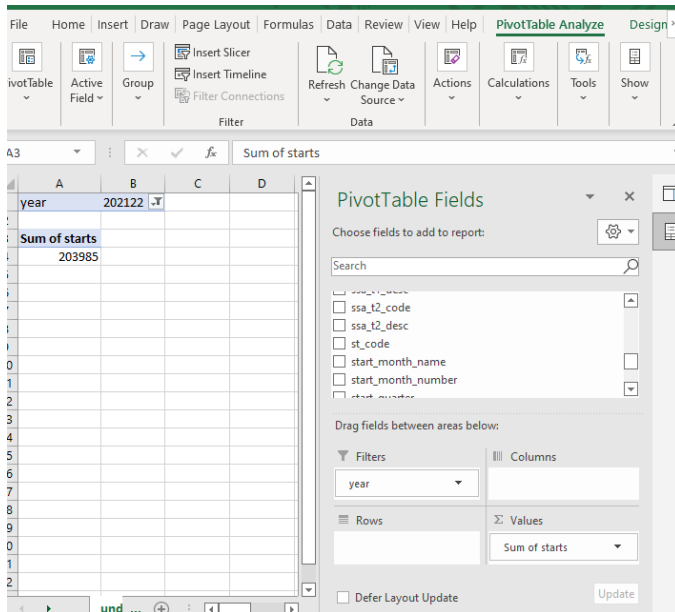 File Home Insert Draw Page Layout Formulas Data Review View Help PivotTable Analyze Design
Insert Slicer
Insert Timeline
Filter Connections
ivotTable Active Field Group Refresh Change Data Source Actions Calculations Tools Show
Filter Data
A3 fx Sum of starts
A B C D
year 202122
Sum of starts
203985
PivotTable Fields
Choose fields to add to report:
Search
ssa_t1_desc
ssa_t2_code
ssa_t2_desc
st_code
start_month_name
start_month_number
start_quarter
Drag fields between areas below:
Filters Columns
year
Rows Σ Values
Sum of starts
Defer Layout Update Update
und ...